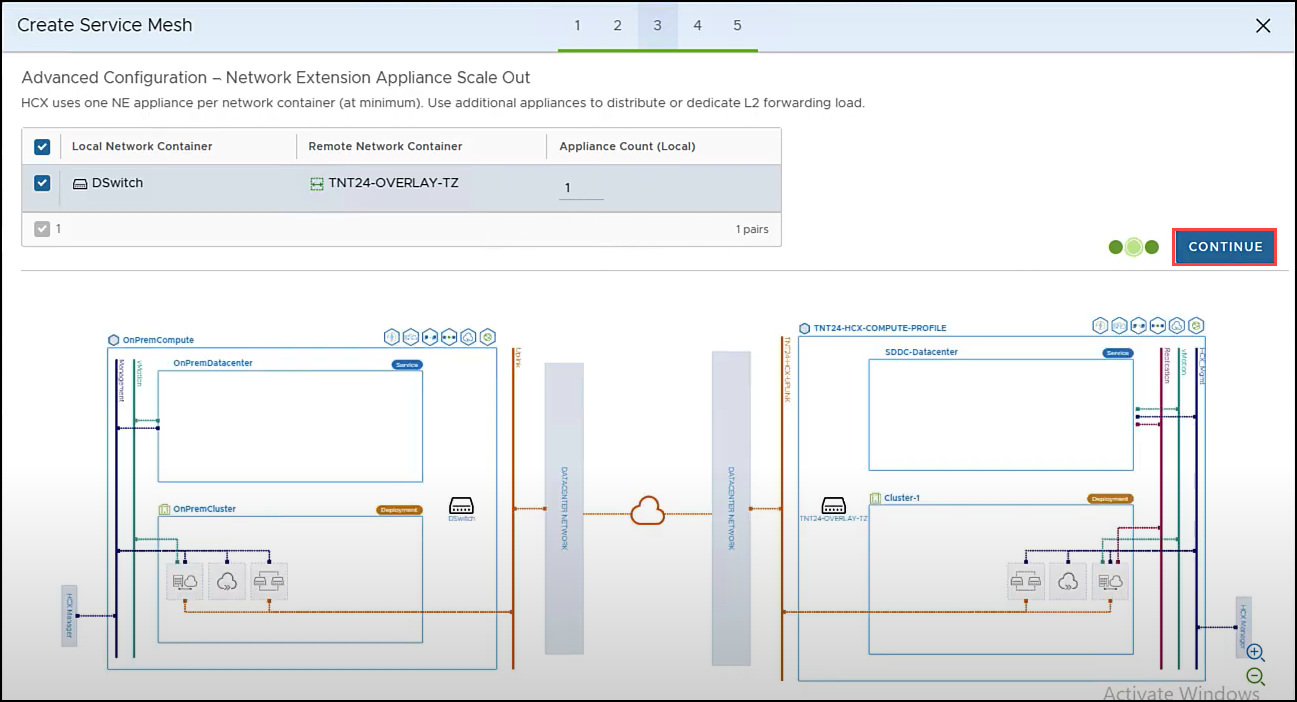 Create Service Mesh
1 2 3 4 5
Advanced Configuration – Network Extension Appliance Scale Out
HCX uses one NE appliance per network container (at minimum). Use additional appliances to distribute or dedicate L2 forwarding load.
Local Network Container Remote Network Container Appliance Count (Local)
DSwitch TNT24-OVERLAY-TZ 1
1 1 pairs
CONTINUE
OnPremCompute
Management
vMotion
OnPremDatacenter
Service
OnPremCluster
Deployment
DSwitch
HCX Manager
Uplink
DATACENTER NETWORK
DATACENTER NETWORK
TNT24-HCX-UPLINK
TNT24-HCX-COMPUTE-PROFILE
SDDC-Datacenter
Service
Replication
vMotion
HCX_Mgmt
TNT24-OVERLAY-TZ
Cluster-1
Deployment
HCX Manager
Activate Windows